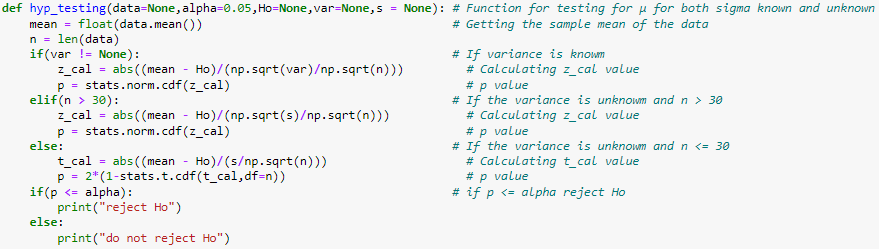 def hyp_testing(data=None,alpha=0.05,Ho=None,var=None,s = None): # Function for testing for μ for both sigma known and unknown
    mean = float(data.mean())                                    # Getting the sample mean of the data
    n = len(data)
    if(var != None):                                             # If variance is knowm
        z_cal = abs((mean - Ho)/(np.sqrt(var)/np.sqrt(n)))         # Calculating z_cal value
        p = stats.norm.cdf(z_cal)                                  # p value
    elif(n > 30):                                                # If the variance is unknowm and n > 30
        z_cal = abs((mean - Ho)/(np.sqrt(s)/np.sqrt(n)))           # Calculating z_cal value
        p = stats.norm.cdf(z_cal)                                  # p value
    else:                                                        # If the variance is unknowm and n <= 30
        t_cal = abs((mean - Ho)/(s/np.sqrt(n)))                    # Calculating t_cal value
        p = 2*(1-stats.t.cdf(t_cal,df=n))                          # p value
    if(p <= alpha):                                              # if p <= alpha reject Ho
        print("reject Ho")
    else:
        print("do not reject Ho")